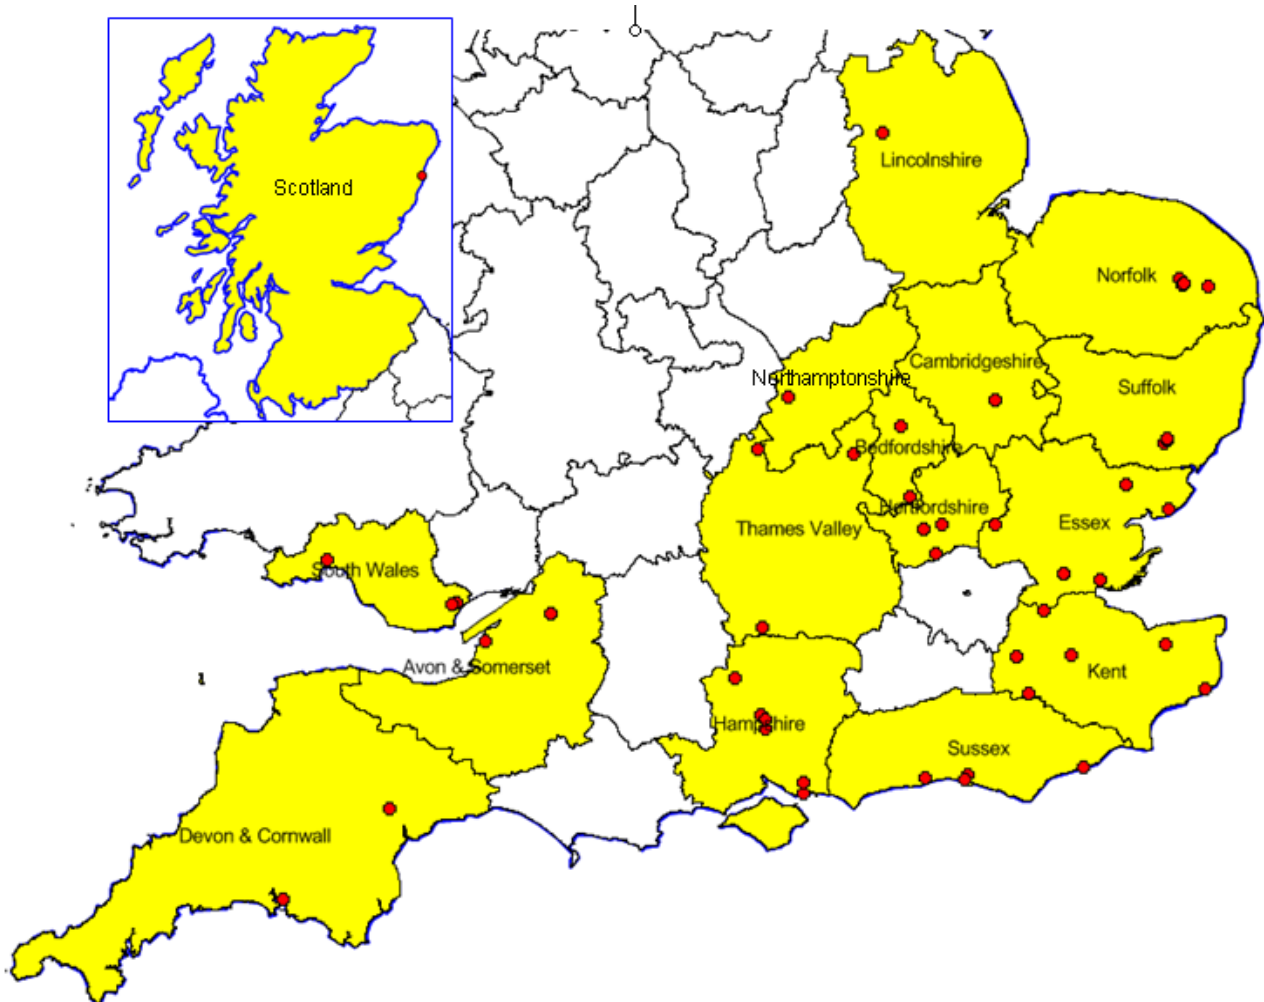 Scotland
Lincolnshire
Norfolk
Cambridgeshire
Northamptonshire
Suffolk
Bedfordshire
Hertfordshire
Essex
Thames Valley
South Wales
Avon & Somerset
Kent
Hampshire
Sussex
Devon & Cornwall